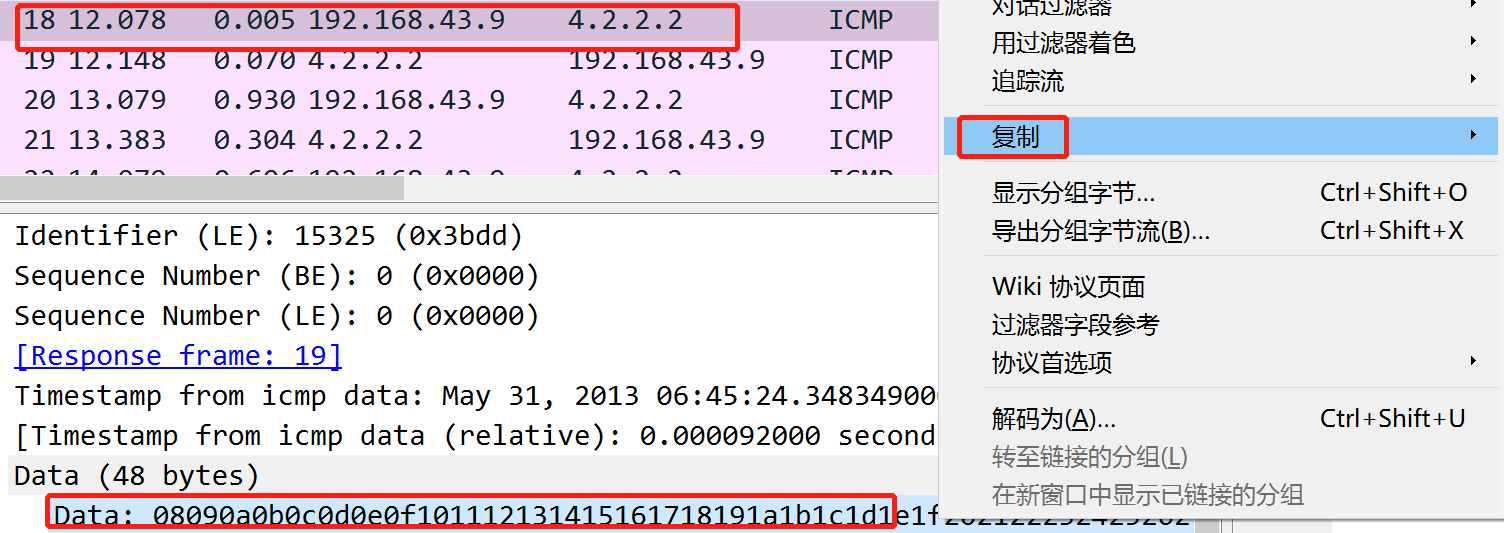 18 12.078 0.005 192.168.43.9 4.2.2.2 ICMP
19 12.148 0.070 4.2.2.2 192.168.43.9 ICMP
20 13.079 0.930 192.168.43.9 4.2.2.2 ICMP
21 13.383 0.304 4.2.2.2 192.168.43.9 ICMP
Identifier (LE): 15325 (0x3bdd)
Sequence Number (BE): 0 (0x0000)
Sequence Number (LE): 0 (0x0000)
[Response frame: 19]
Timestamp from icmp data: May 31, 2013 06:45:24.348349000
[Timestamp from icmp data (relative): 0.000092000 second
Data (48 bytes)
Data: 08090a0b0c0d0e0f101112131415161718191a1b1c1d1e1f202122232425262
对话过滤器
用过滤器着色
追踪流
复制
显示分组字节... Ctrl+Shift+O
导出分组字节流(B)... Ctrl+Shift+X
Wiki 协议页面
过滤器字段参考
协议首选项
解码为(A)... Ctrl+Shift+U
转至链接的分组(L)
在新窗口中显示已链接的分组